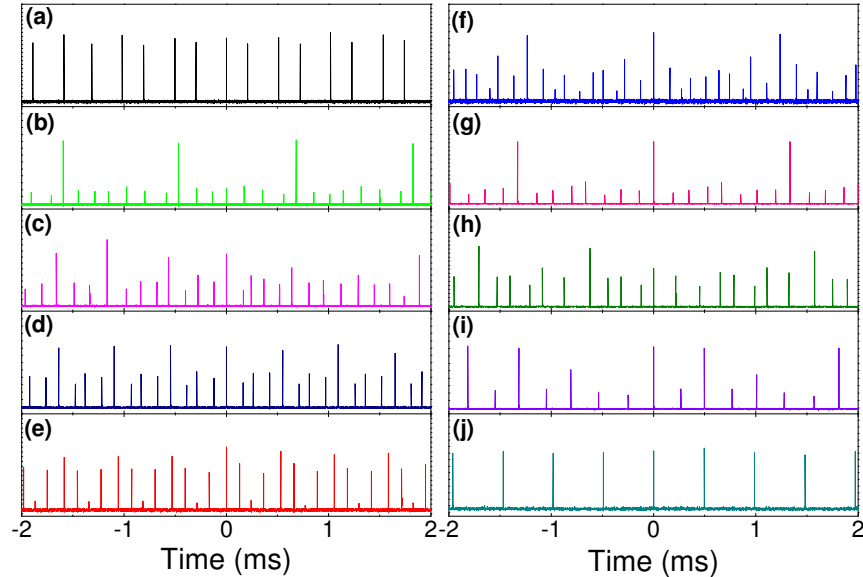 (a)
(b)
(c)
(d)
(e)
-2 -1 0 1 2
Time (ms)
(f)
(g)
(h)
(i)
(j)
-2 -1 0 1 2
Time (ms)